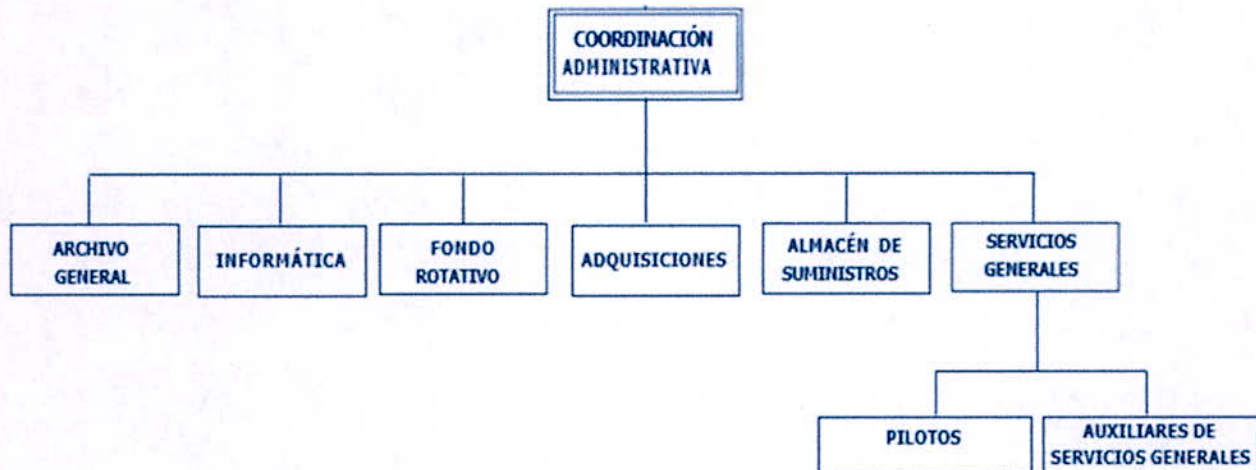 COORDINACIÓN
ADMINISTRATIVA
ARCHIVO
GENERAL
INFORMÁTICA
FONDO
ROTATIVO
ADQUISICIONES
ALMACÉN DE
SUMINISTROS
SERVICIOS
GENERALES
PILOTOS
AUXILIARES DE
SERVICIOS GENERALES